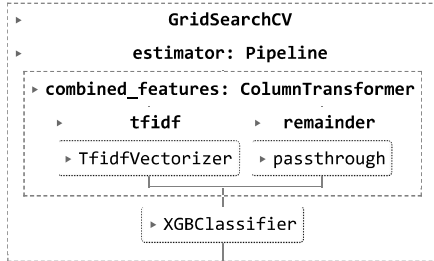 GridSearchCV
estimator: Pipeline
combined_features: ColumnTransformer
tfidf remainder
TfidfVectorizer passthrough
XGBClassifier